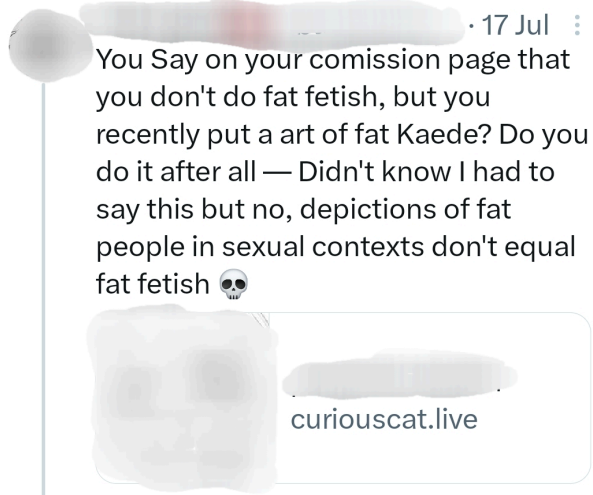 · 17 Jul
You Say on your comission page that
you don't do fat fetish, but you
recently put a art of fat Kaede? Do you
do it after all — Didn't know I had to
say this but no, depictions of fat
people in sexual contexts don't equal
fat fetish 💀
curiouscat.live